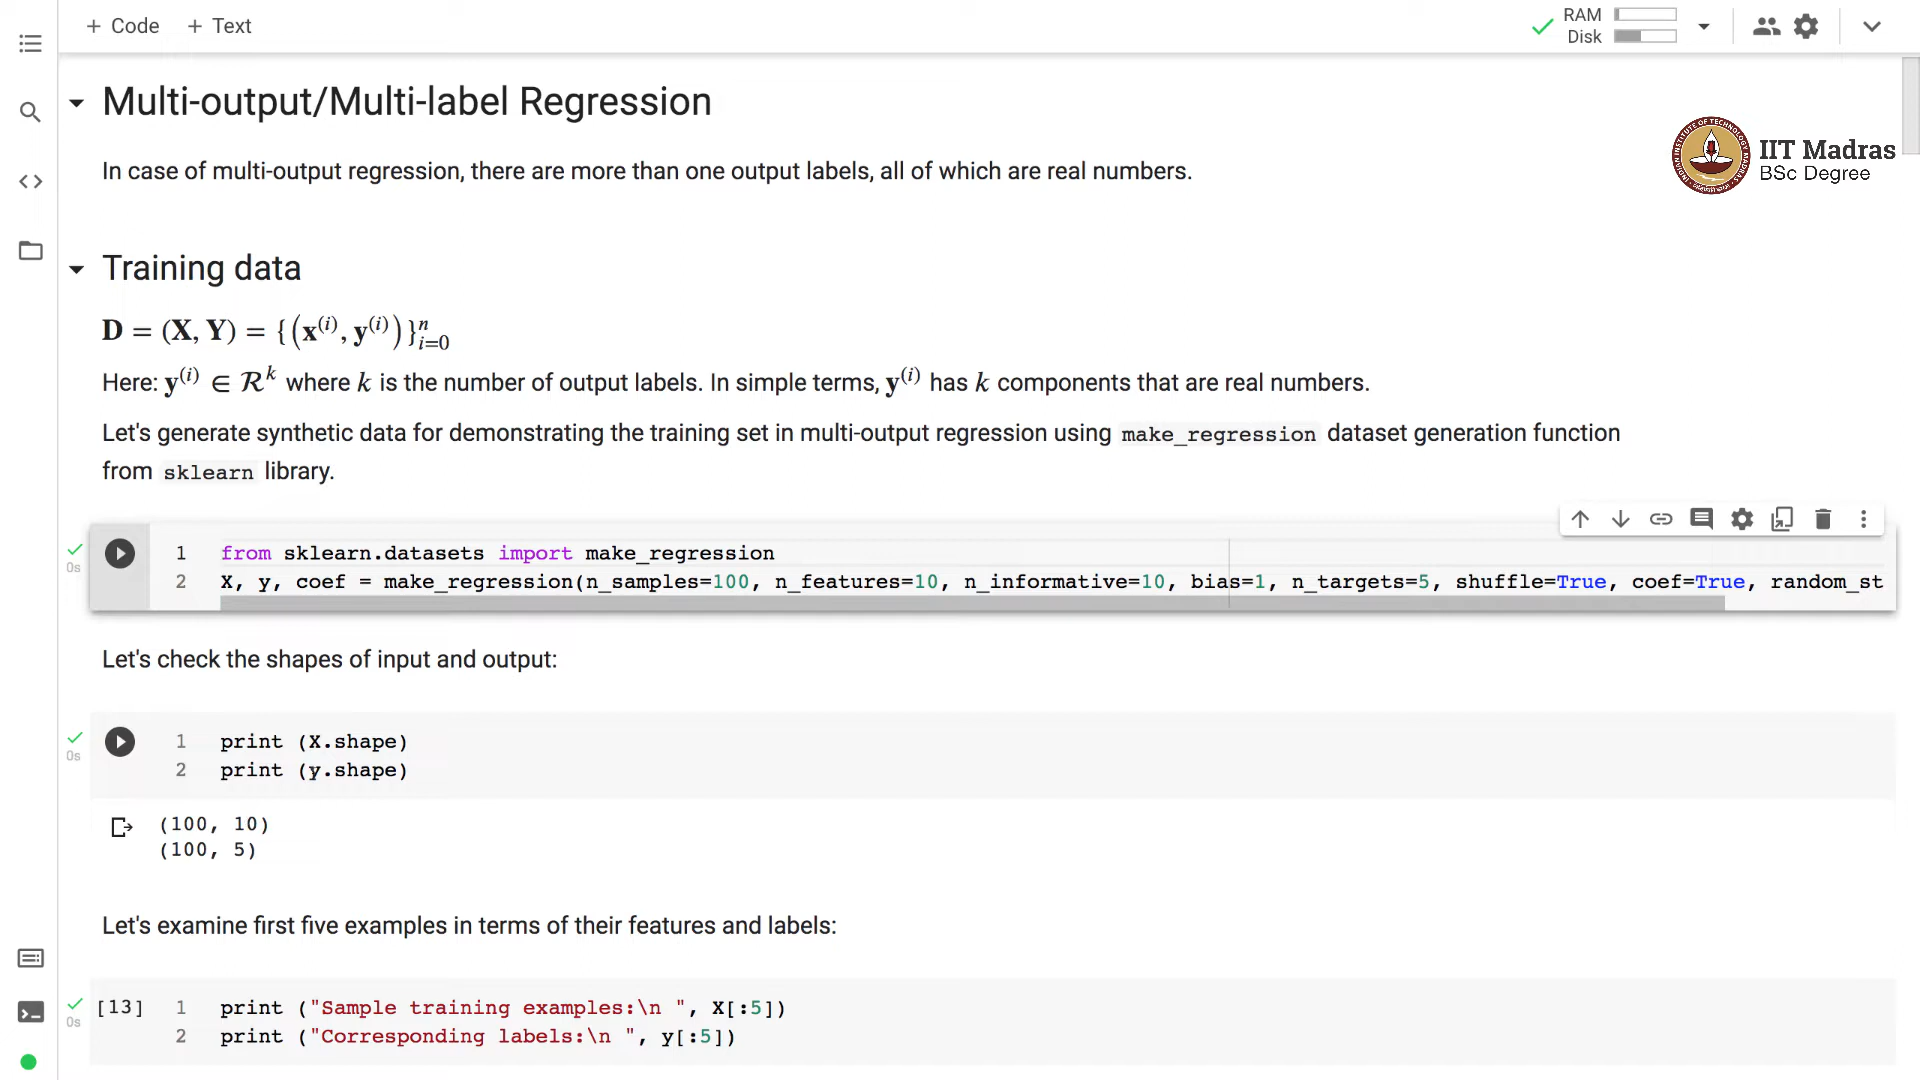 + Code + Text
RAM
Disk
Multi-output/Multi-label Regression
IIT Madras
BSc Degree
In case of multi-output regression, there are more than one output labels, all of which are real numbers.
Training data
D = (X, Y) = {(x^(i), y^(i))}^n_{i=0}
Here: y^(i) ∈ R^k where k is the number of output labels. In simple terms, y^(i) has k components that are real numbers.
Let's generate synthetic data for demonstrating the training set in multi-output regression using make_regression dataset generation function
from sklearn library.
0s
1 from sklearn.datasets import make_regression
2 X, y, coef = make_regression(n_samples=100, n_features=10, n_informative=10, bias=1, n_targets=5, shuffle=True, coef=True, random_st
Let's check the shapes of input and output:
0s
1 print (X.shape)
2 print (y.shape)
(100, 10)
(100, 5)
Let's examine first five examples in terms of their features and labels:
0s
[13] 1 print ("Sample training examples:\n ", X[:5])
2 print ("Corresponding labels:\n ", y[:5])